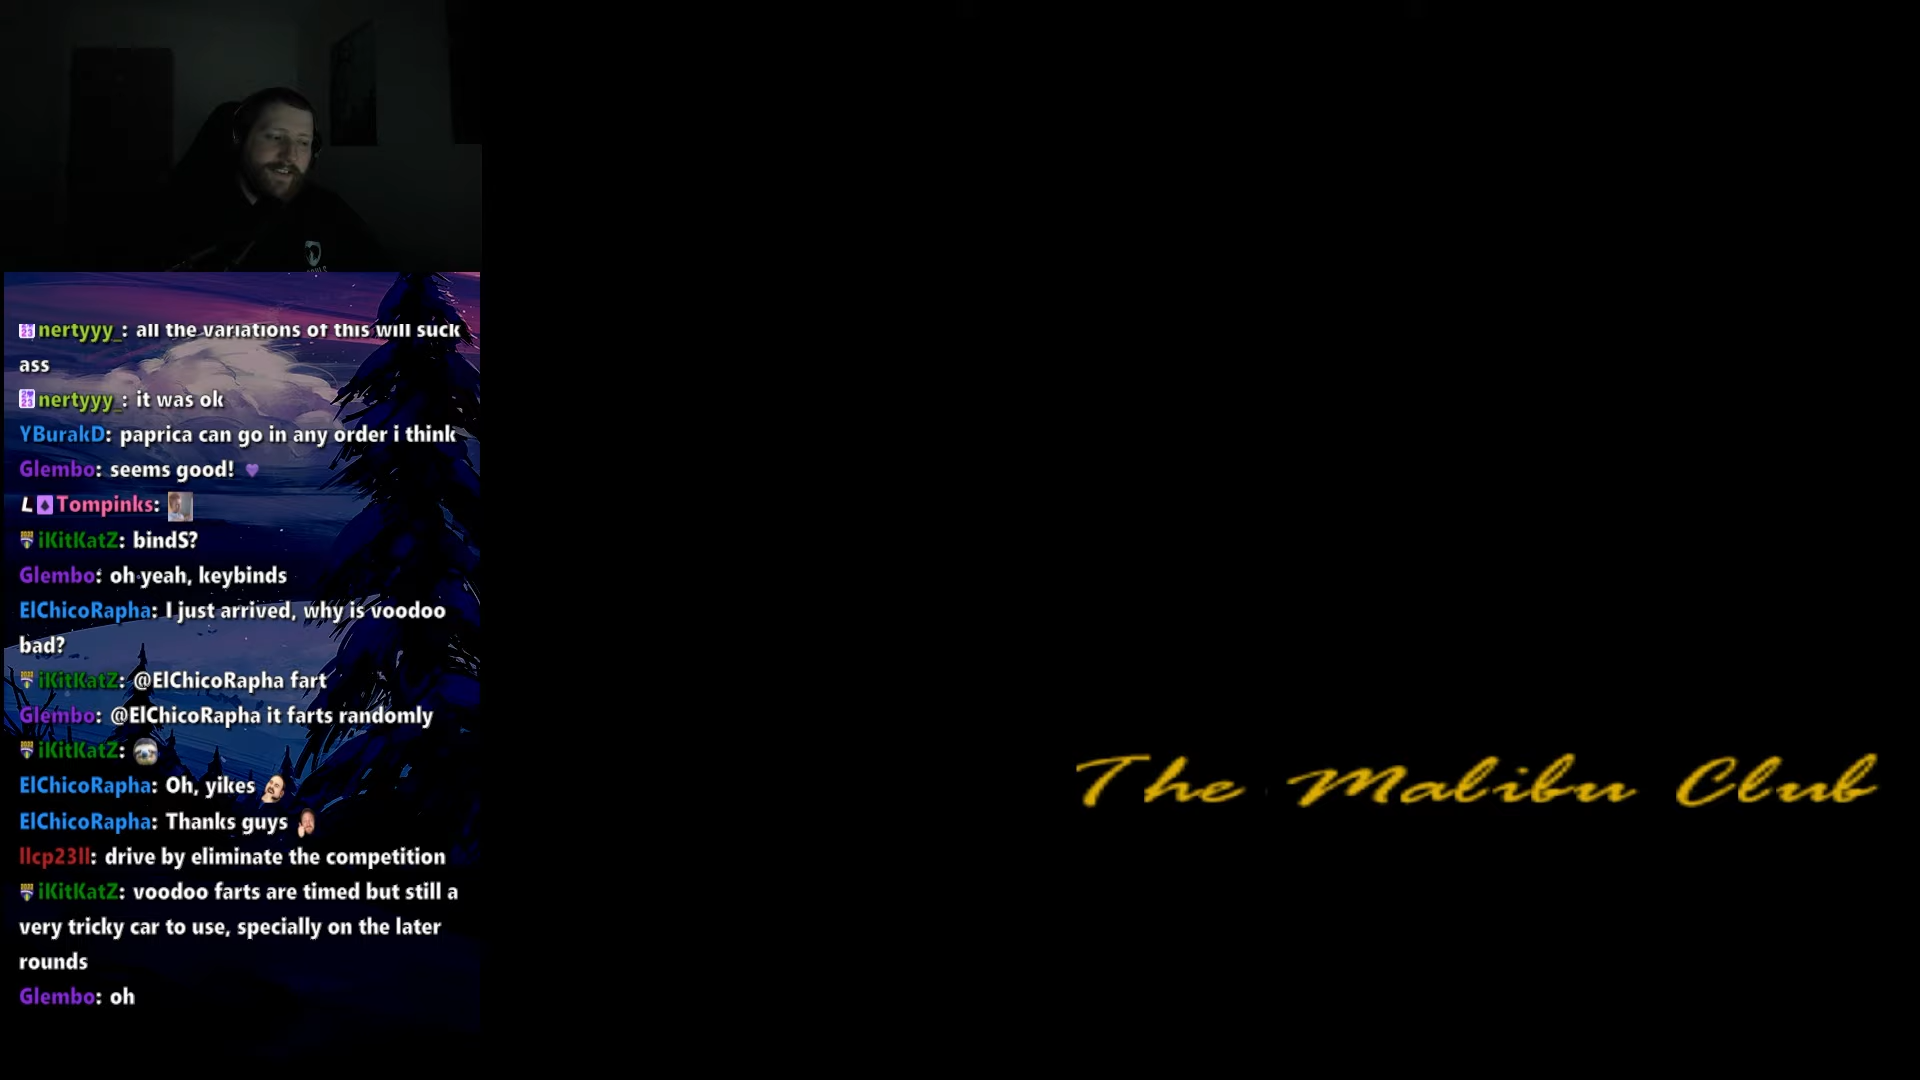 nertyyy_: all the variations of this will suck
ass
nertyyy_: it was ok
YBurakD: paprica can go in any order i think
Glembo: seems good!
L Tompinks:
iKitKatZ: bindS?
Glembo: oh yeah, keybinds
ElChicoRapha: I just arrived, why is voodoo
bad?
iKitKatZ: @ElChicoRapha fart
Glembo: @ElChicoRapha it farts randomly
iKitKatZ:
ElChicoRapha: Oh, yikes
ElChicoRapha: Thanks guys
llcp23ll: drive by eliminate the competition
iKitKatZ: voodoo farts are timed but still a
very tricky car to use, specially on the later
rounds
Glembo: oh
The Malibu Club